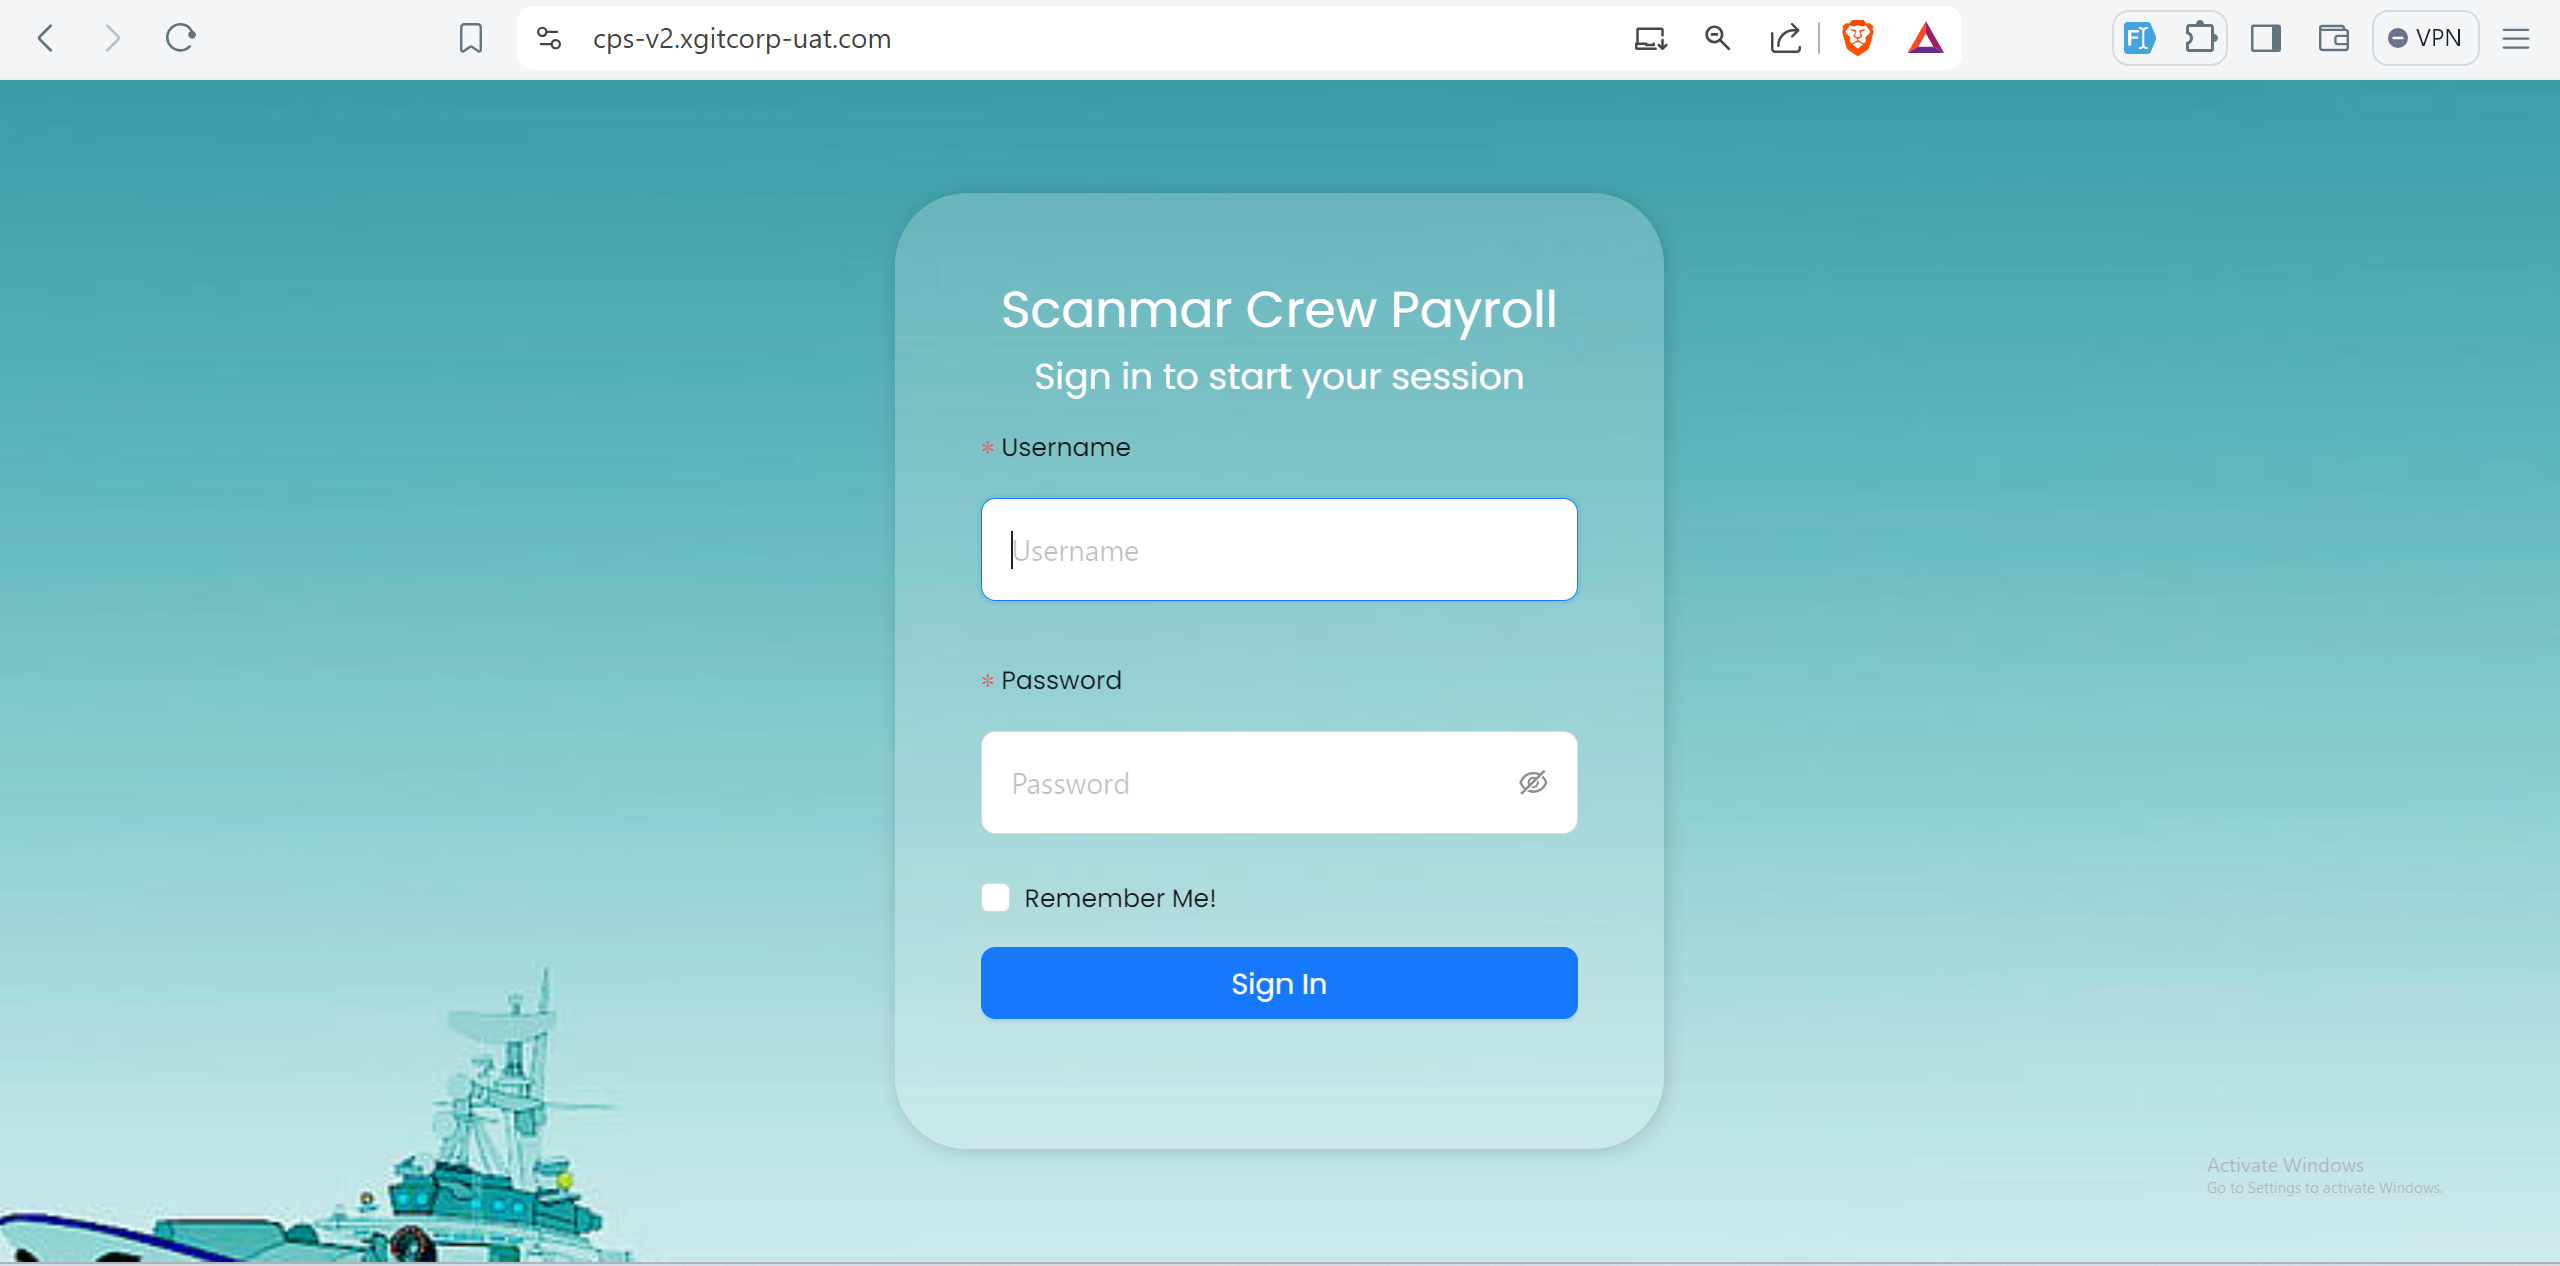 cps-v2.xgitcorp-uat.com
VPN
Scanmar Crew Payroll
Sign in to start your session
* Username
Username
* Password
Password
Remember Me!
Sign In
Activate Windows
Go to Settings to activate Windows.